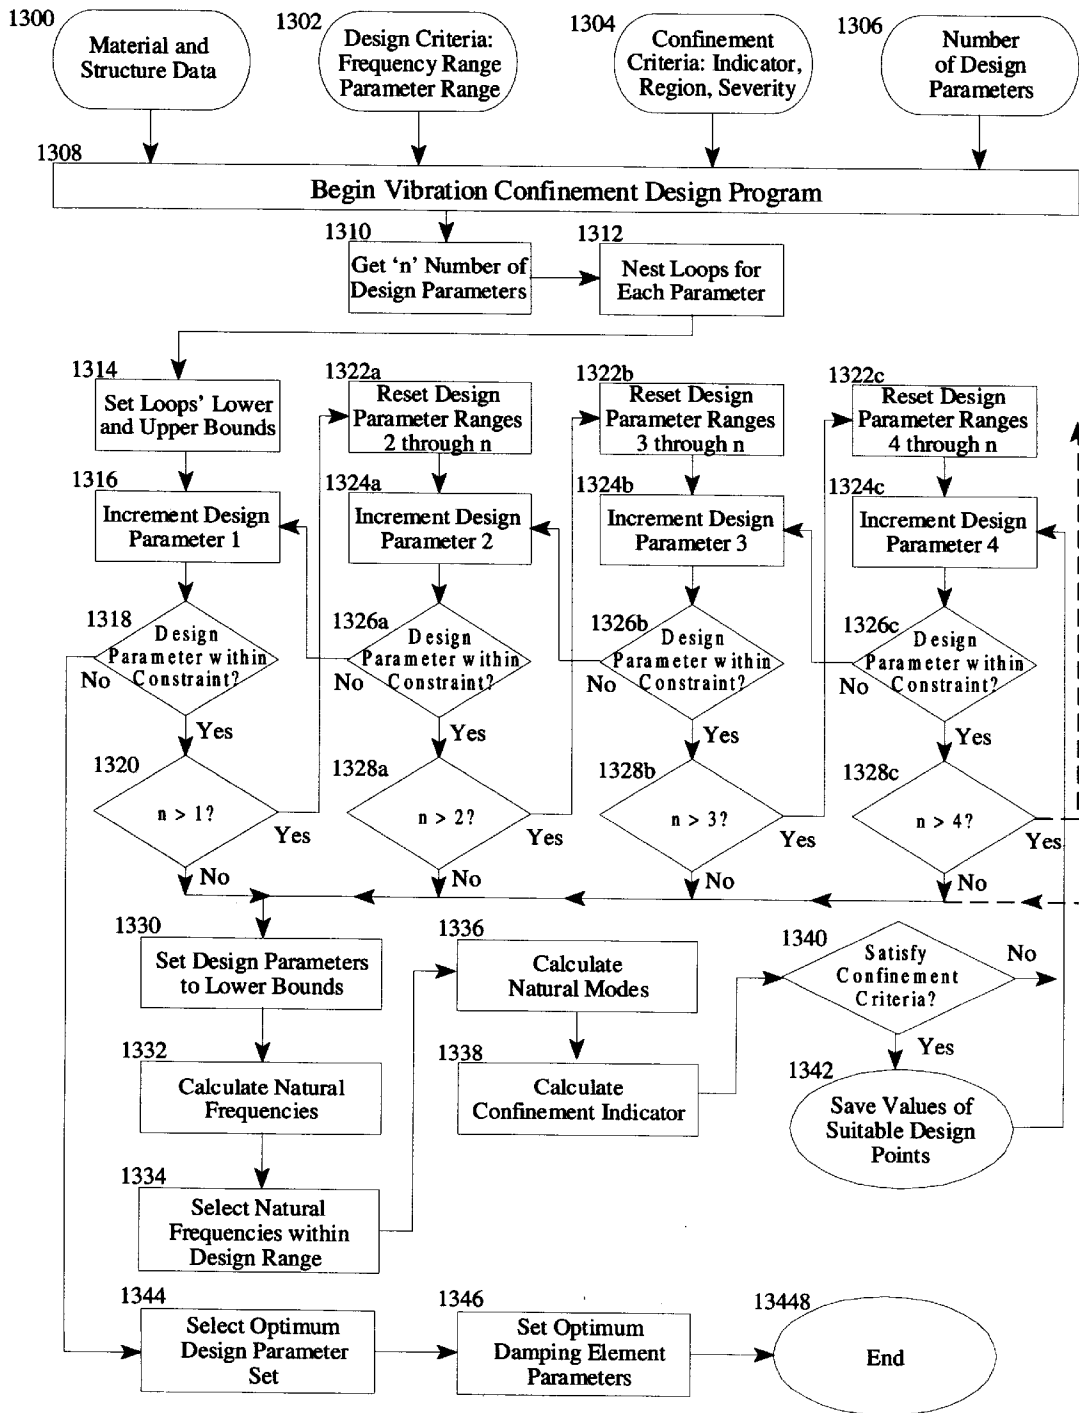 1300
Material and
Structure Data
1302
Design Criteria:
Frequency Range
Parameter Range
1304
Confinement
Criteria: Indicator,
Region, Severity
1306
Number
of Design
Parameters
1308
Begin Vibration Confinement Design Program
1310
Get ‘n’ Number of
Design Parameters
1312
Nest Loops for
Each Parameter
1314
Set Loops’ Lower
and Upper Bounds
1316
Increment Design
Parameter 1
1318
Design
Parameter within
Constraint?
No
Yes
1320
n > 1?
Yes
No
1322a
Reset Design
Parameter Ranges
2 through n
1324a
Increment Design
Parameter 2
1326a
Design
Parameter within
Constraint?
No
Yes
1328a
n > 2?
Yes
No
1322b
Reset Design
Parameter Ranges
3 through n
1324b
Increment Design
Parameter 3
1326b
Design
Parameter within
Constraint?
No
Yes
1328b
n > 3?
Yes
No
1322c
Reset Design
Parameter Ranges
4 through n
1324c
Increment Design
Parameter 4
1326c
Design
Parameter within
Constraint?
No
Yes
1328c
n > 4?
Yes
No
1330
Set Design Parameters
to Lower Bounds
1332
Calculate Natural
Frequencies
1334
Select Natural
Frequencies within
Design Range
1336
Calculate
Natural Modes
1338
Calculate
Confinement Indicator
1340
Satisfy
Confinement
Criteria?
No
Yes
1342
Save Values of
Suitable Design
Points
1344
Select Optimum
Design Parameter
Set
1346
Set Optimum
Damping Element
Parameters
13448
End